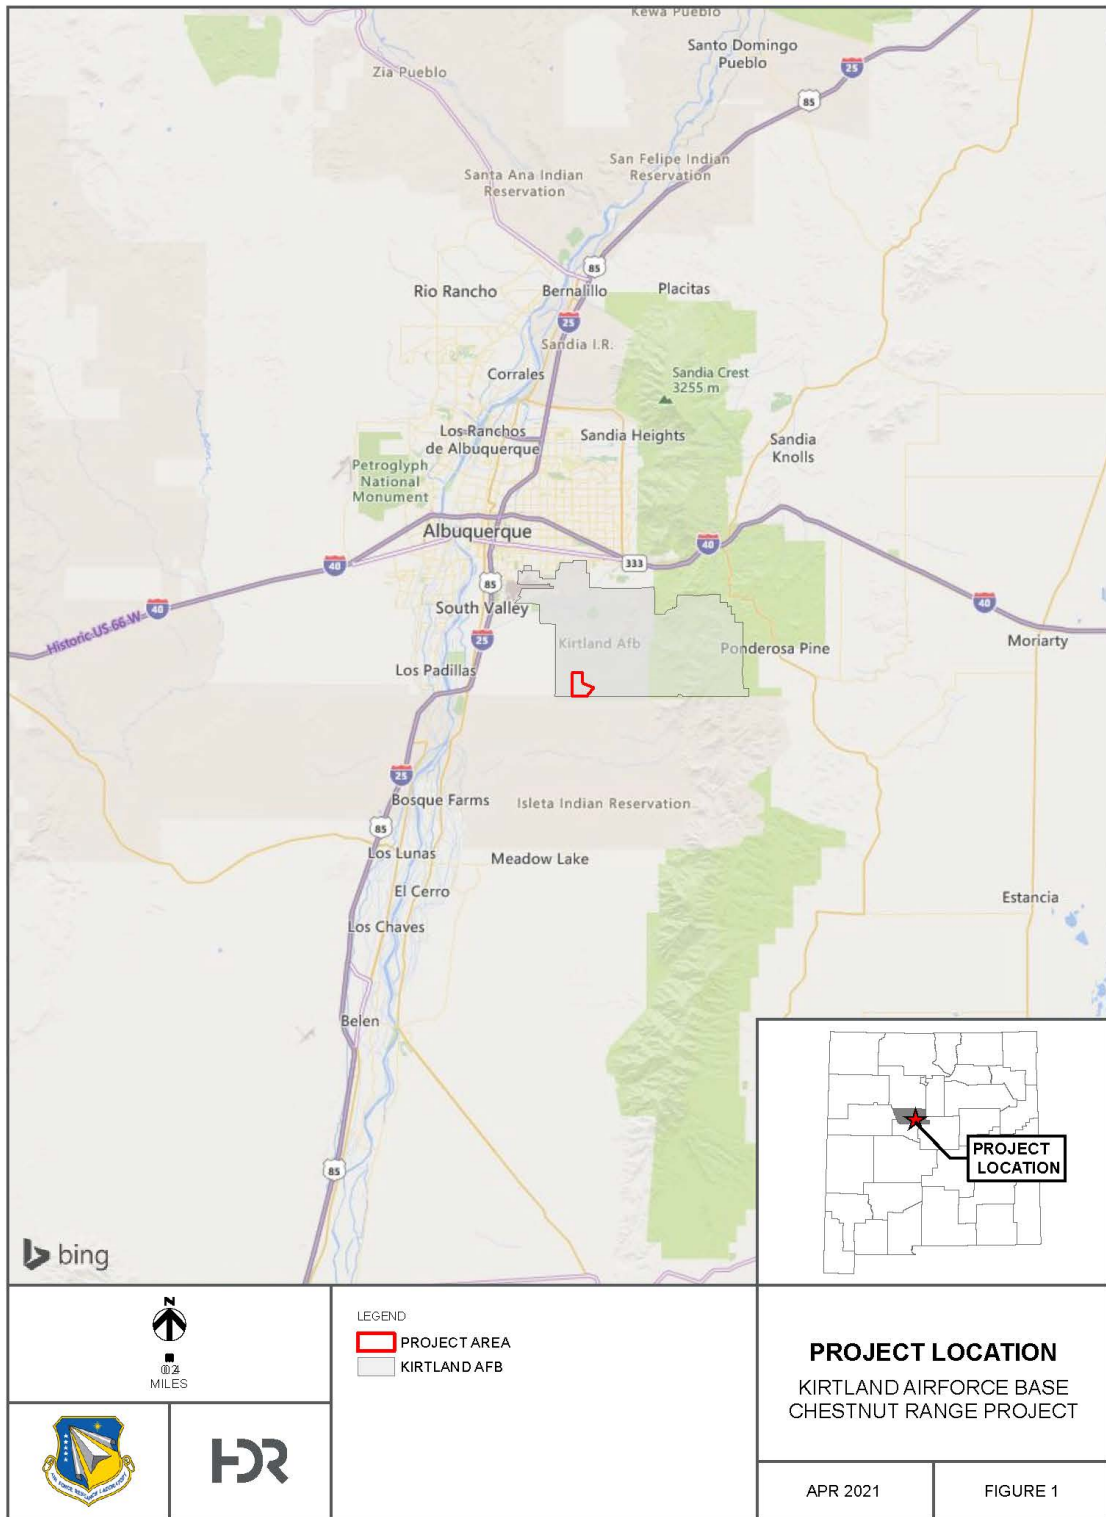 Kewa Pueblo
Santo Domingo
Pueblo
25
Zia Pueblo
85
San Felipe Indian
Reservation
Santa Ana Indian
Reservation
85
Rio Rancho
Bernalillo
Placitas
25
Sandia I.R.
Corrales
Sandia Crest
3255 m
Los Ranchos
de Albuquerque
Sandia Heights
Sandia
Knolls
Petroglyph
National
Monument
Albuquerque
40
40
333
85
40
Historic US 66 W
40
South Valley
25
Kirtland Afb
Ponderosa Pine
Moriarty
Los Padillas
25
Bosque Farms
Isleta Indian Reservation
85
Los Lunas
Meadow Lake
El Cerro
Estancia
Los Chaves
Belen
85
PROJECT
LOCATION
bing
N
MILES
LEGEND
PROJECT AREA
KIRTLAND AFB
PROJECT LOCATION
KIRTLAND AIRFORCE BASE
CHESTNUT RANGE PROJECT
AIR FORCE RESEARCH LABORATORY
HDR
APR 2021
FIGURE 1